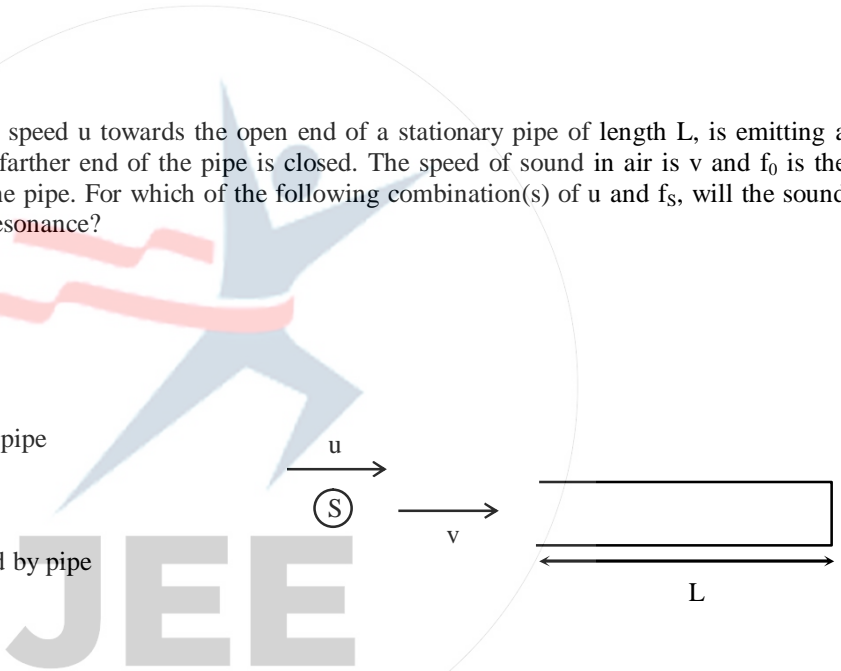 speed u towards the open end of a stationary pipe of length L, is emitting a
farther end of the pipe is closed. The speed of sound in air is v and f₀ is the
pipe. For which of the following combination(s) of u and fₛ, will the sound
pipe
u
S
v
by pipe
L
JEE